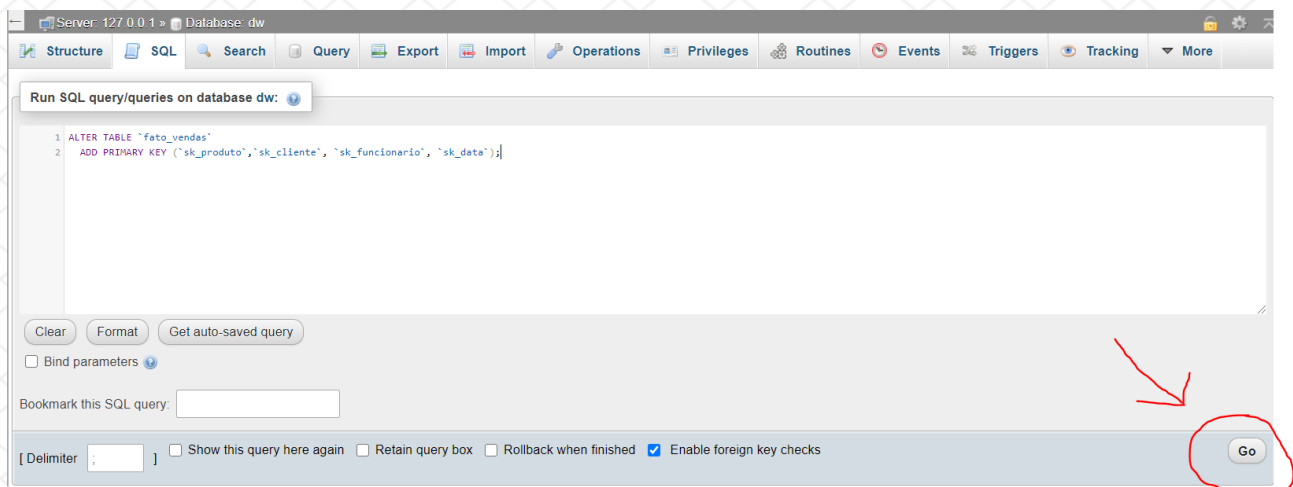 Server: 127.0.0.1 » Database: dw
Structure SQL Search Query Export Import Operations Privileges Routines Events Triggers Tracking More
Run SQL query/queries on database dw:
1 ALTER TABLE `fato_vendas`
2 ADD PRIMARY KEY (`sk_produto`,`sk_cliente`, `sk_funcionario`, `sk_data`);
Clear Format Get auto-saved query
Bind parameters
Bookmark this SQL query:
[ Delimiter ; ] Show this query here again Retain query box Rollback when finished Enable foreign key checks Go